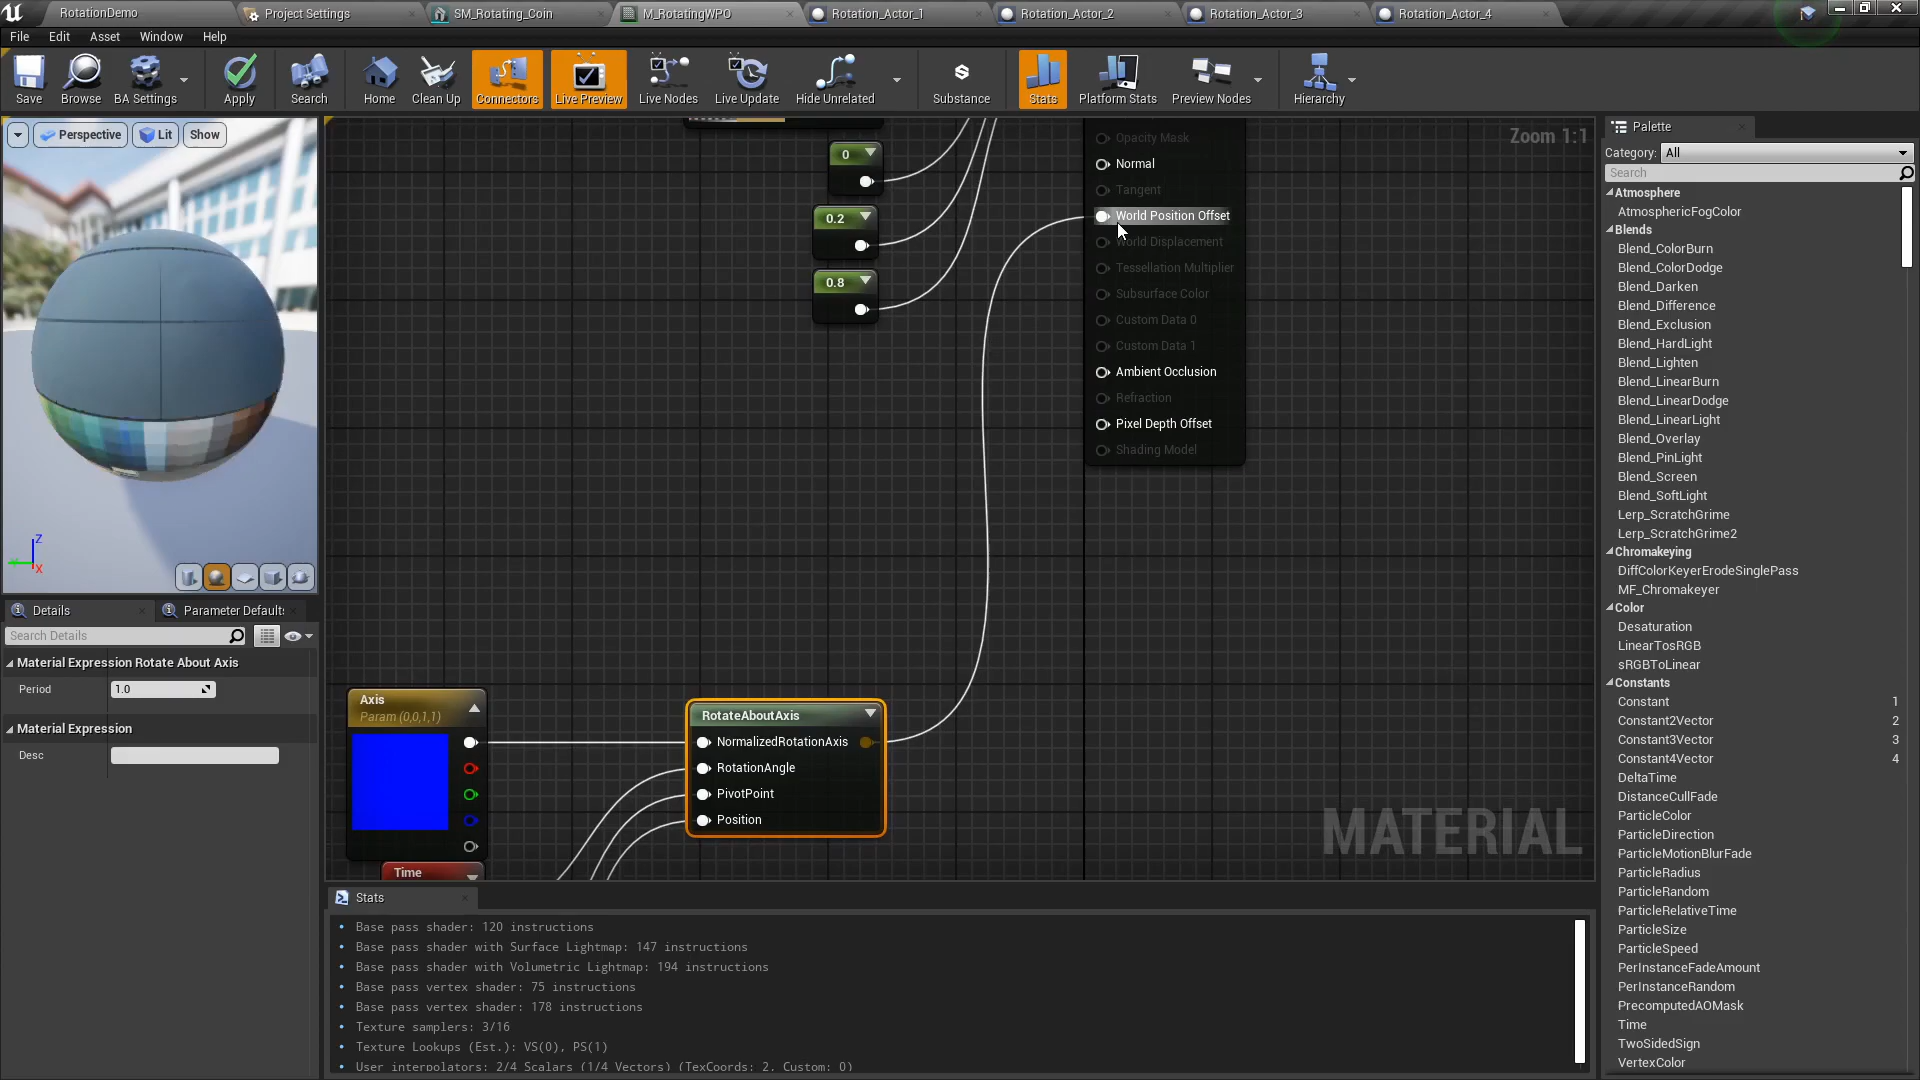 RotationDemo
Project Settings
SM_Rotating_Coin
M_RotatingWPO
Rotation_Actor_1
Rotation_Actor_2
Rotation_Actor_3
Rotation_Actor_4
File Edit Asset Window Help
Save
Browse
BA Settings
Apply
Search
Home
Clean Up
Connectors
Live Preview
Live Nodes
Live Update
Hide Unrelated
Substance
Stats
Platform Stats
Preview Nodes
Hierarchy
Perspective
Lit
Show
Z
X
Details
Parameter Default
Search Details
Material Expression Rotate About Axis
Period 1.0
Material Expression
Desc
Zoom 1:1
0
0.2
0.8
Opacity Mask
Normal
Tangent
World Position Offset
World Displacement
Tessellation Multiplier
Subsurface Color
Custom Data 0
Custom Data 1
Ambient Occlusion
Refraction
Pixel Depth Offset
Shading Model
Axis
Param (0,0,1,1)
Time
RotateAboutAxis
NormalizedRotationAxis
RotationAngle
PivotPoint
Position
MATERIAL
Stats
Base pass shader: 120 instructions
Base pass shader with Surface Lightmap: 147 instructions
Base pass shader with Volumetric Lightmap: 194 instructions
Base pass vertex shader: 75 instructions
Base pass vertex shader: 178 instructions
Texture samplers: 3/16
Texture Lookups (Est.): VS(0), PS(1)
User interpolators: 2/4 Scalars (1/4 Vectors) (TexCoords: 2, Custom: 0)
Palette
Category: All
Search
Atmosphere
AtmosphericFogColor
Blends
Blend_ColorBurn
Blend_ColorDodge
Blend_Darken
Blend_Difference
Blend_Exclusion
Blend_HardLight
Blend_Lighten
Blend_LinearBurn
Blend_LinearDodge
Blend_LinearLight
Blend_Overlay
Blend_PinLight
Blend_Screen
Blend_SoftLight
Lerp_ScratchGrime
Lerp_ScratchGrime2
Chromakeying
DiffColorKeyerErodeSinglePass
MF_Chromakeyer
Color
Desaturation
LinearTosRGB
sRGBToLinear
Constants
Constant 1
Constant2Vector 2
Constant3Vector 3
Constant4Vector 4
DeltaTime
DistanceCullFade
ParticleColor
ParticleDirection
ParticleMotionBlurFade
ParticleRadius
ParticleRandom
ParticleRelativeTime
ParticleSize
ParticleSpeed
PerInstanceFadeAmount
PerInstanceRandom
PrecomputedAOMask
Time
TwoSidedSign
VertexColor